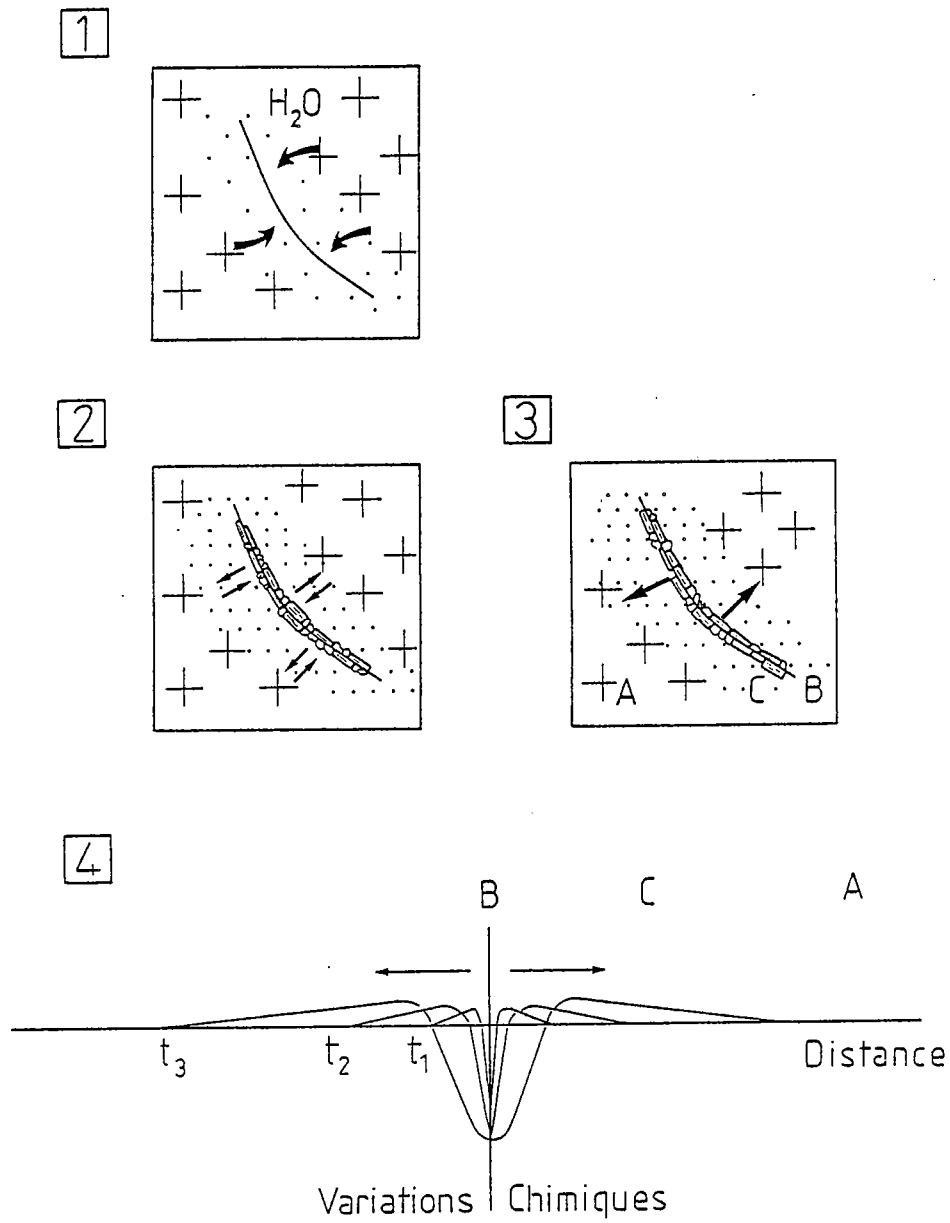 1
H₂O
2
3
A C B
4
B C A
t₃ t₂ t₁ Distance
Variations Chimiques